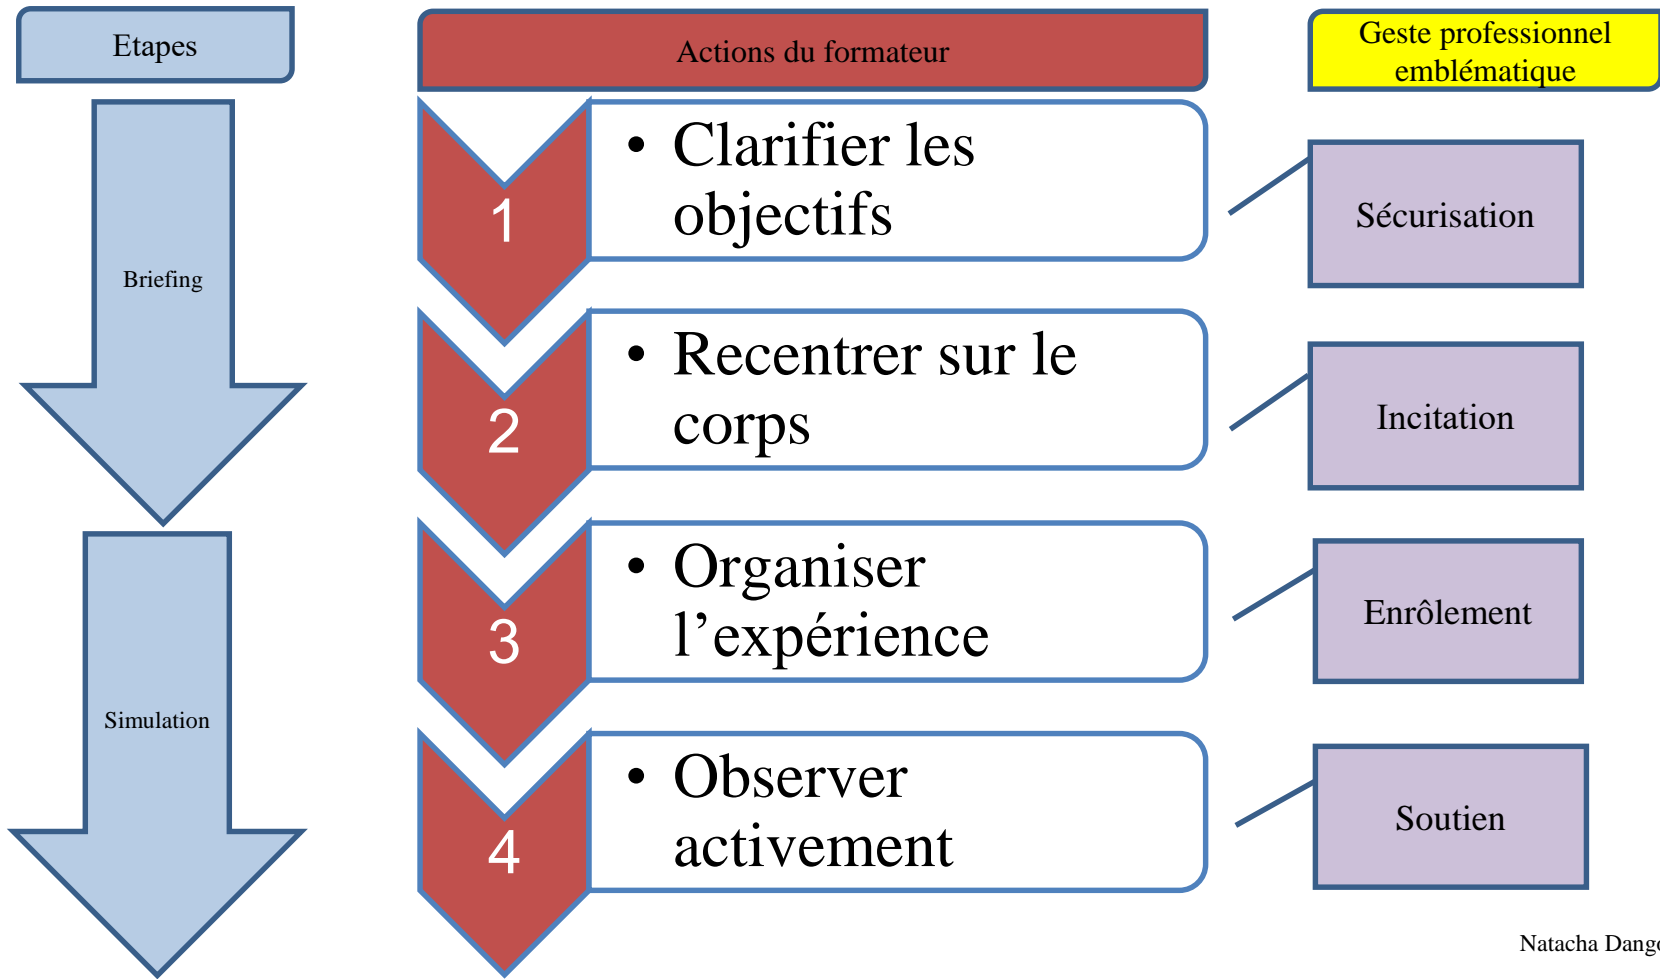 Etapes
Actions du formateur
Geste professionnel
emblématique
Briefing
1
• Clarifier les
objectifs
Sécurisation
2
• Recentrer sur le
corps
Incitation
Simulation
3
• Organiser
l’expérience
Enrôlement
4
• Observer
activement
Soutien
Natacha